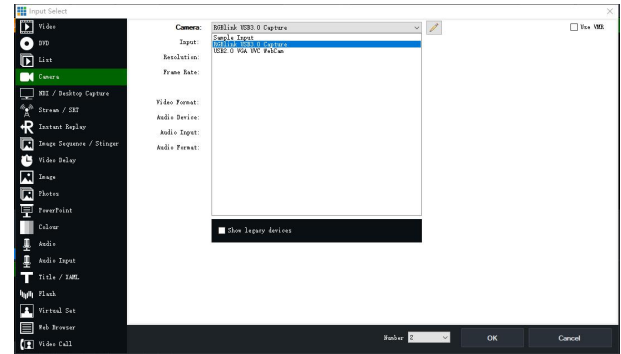 Input Select
Video
DVD
List
Camera
NDI / Desktop Capture
Stream / SRT
Instant Replay
Image Sequence / Stinger
Video Delay
Image
Photos
PowerPoint
Colour
Audio
Audio Input
Title / XAML
Flash
Virtual Set
Web Browser
Video Call
Camera: RGBlink USB3.0 Capture
Use VMR
Sample Input
RGBlink USB3.0 Capture
USB2.0 VGA UVC WebCam
Input:
Resolution:
Frame Rate:
Video Format:
Audio Device:
Audio Input:
Audio Format:
Show legacy devices
Number 2
OK
Cancel